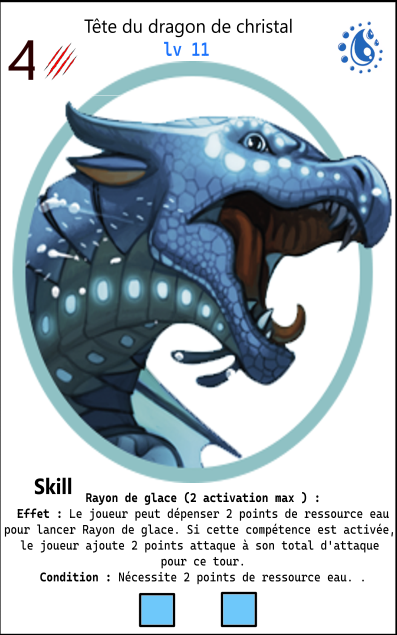 Tête du dragon de christal
lv 11
4
Skill
Rayon de glace (2 activation max ) :
Effet : Le joueur peut dépenser 2 points de ressource eau
pour lancer Rayon de glace. Si cette compétence est activée,
le joueur ajoute 2 points attaque à son total d'attaque
pour ce tour.
Condition : Nécessite 2 points de ressource eau. .